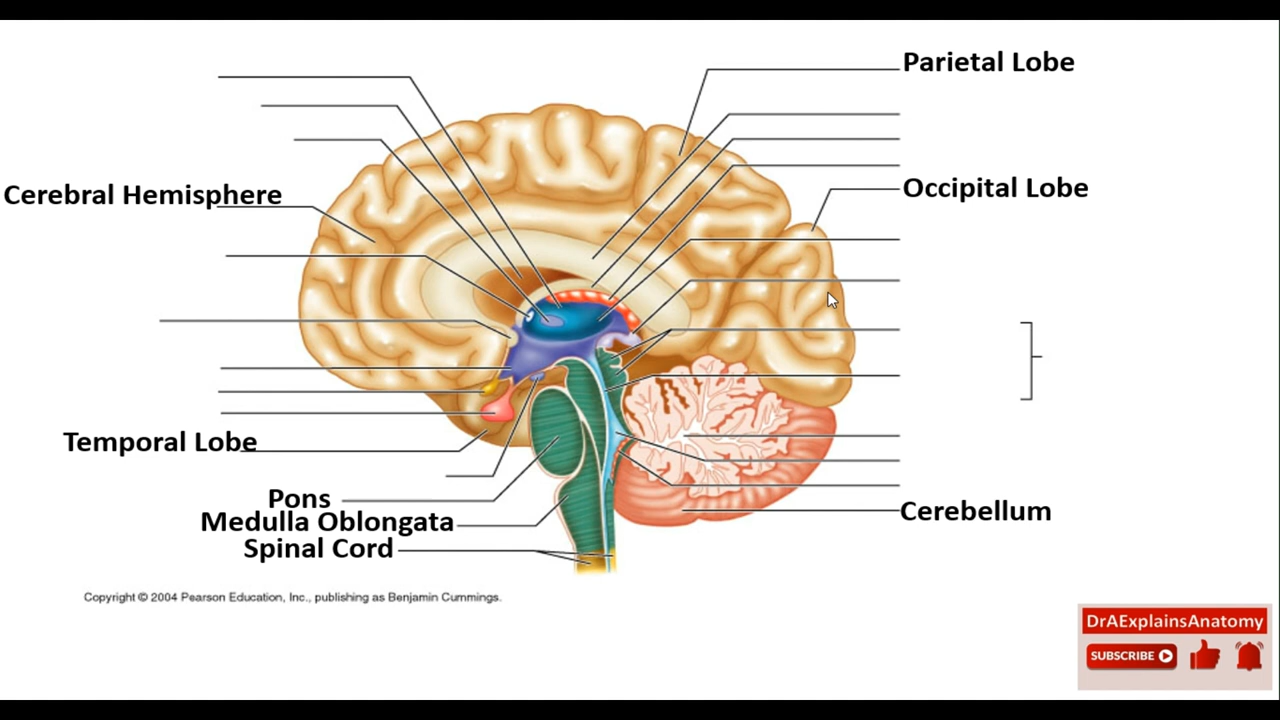 Parietal Lobe
Cerebral Hemisphere
Occipital Lobe
Temporal Lobe
Pons
Medulla Oblongata
Spinal Cord
Cerebellum
Copyright © 2004 Pearson Education, Inc., publishing as Benjamin Cummings.
DrAExplainsAnatomy
SUBSCRIBE